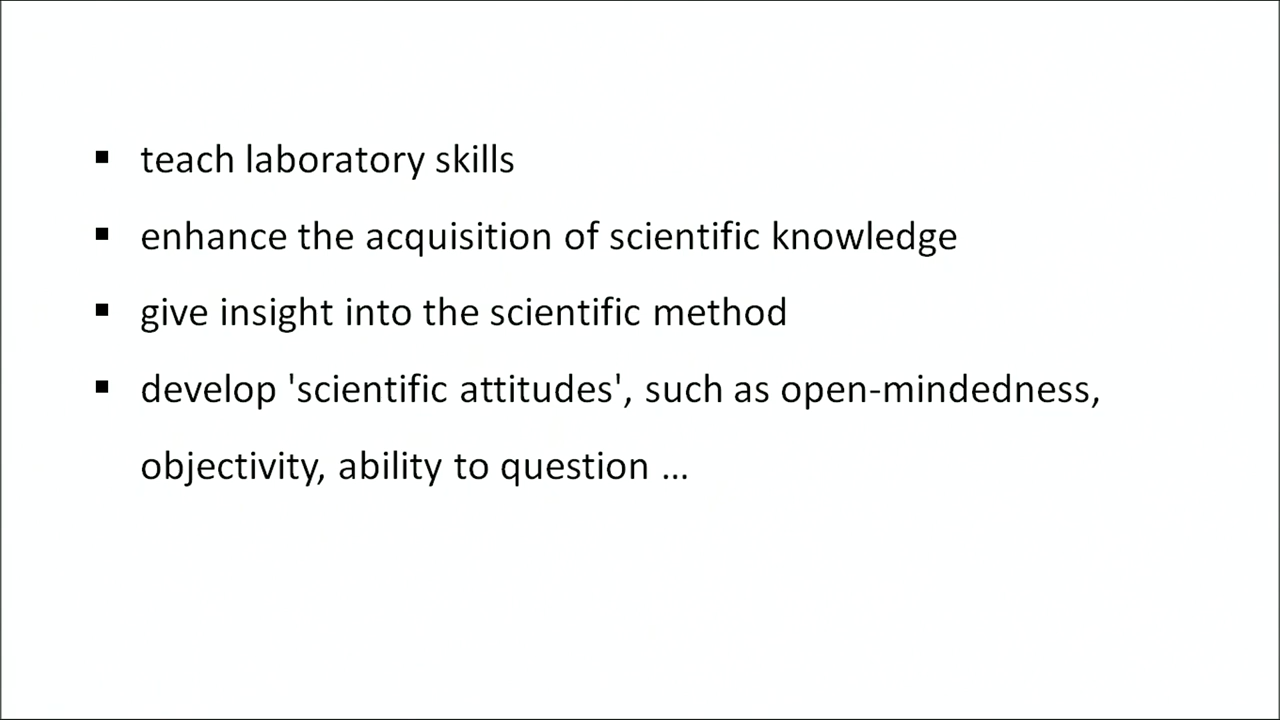 ▪ teach laboratory skills
▪ enhance the acquisition of scientific knowledge
▪ give insight into the scientific method
▪ develop 'scientific attitudes', such as open-mindedness,
objectivity, ability to question ...